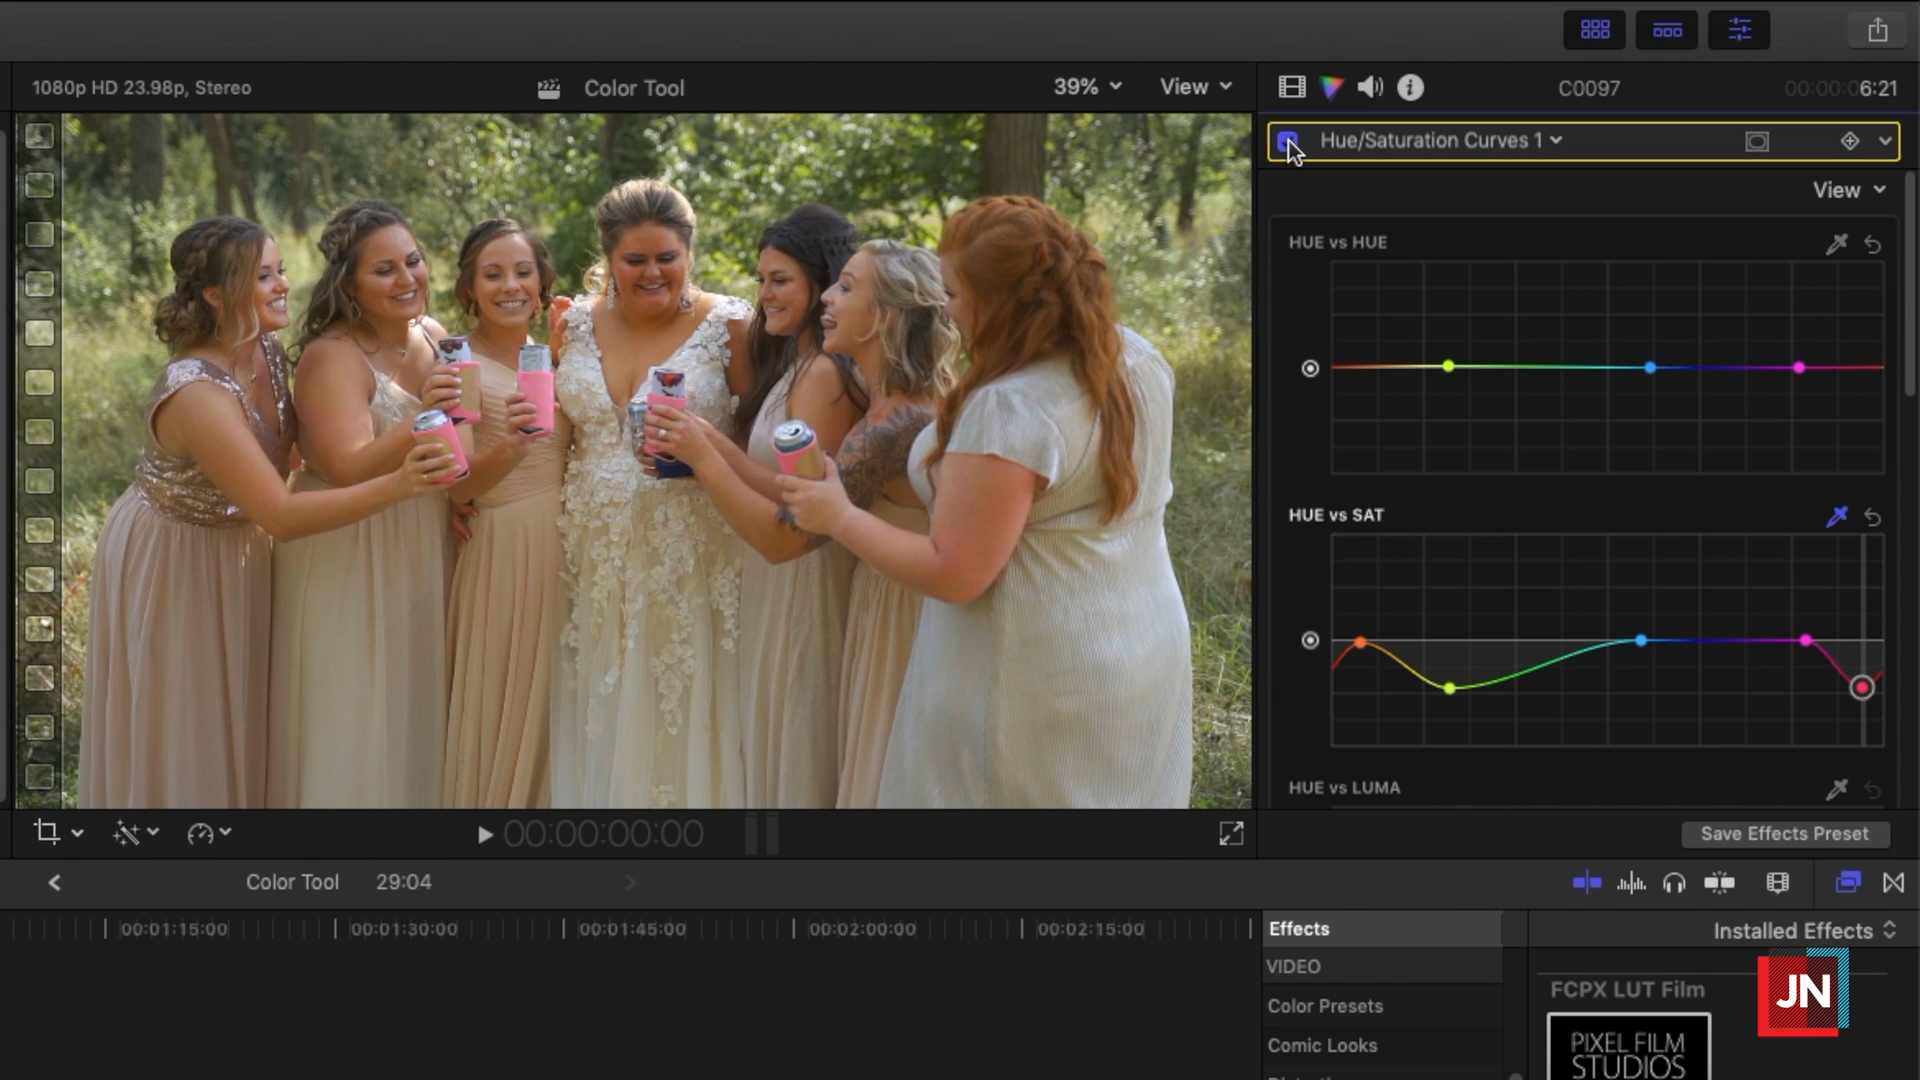 1080p HD 23.98p, Stereo
Color Tool
39%
View
C0097
00:00:06:21
Hue/Saturation Curves 1
View
HUE vs HUE
HUE vs SAT
HUE vs LUMA
00:00:00:00
Save Effects Preset
Color Tool
29:04
00:01:15:00
00:01:30:00
00:01:45:00
00:02:00:00
00:02:15:00
Effects
Installed Effects
VIDEO
FCPX LUT Film
Color Presets
JN
Comic Looks
PIXEL FILM
STUDIOS